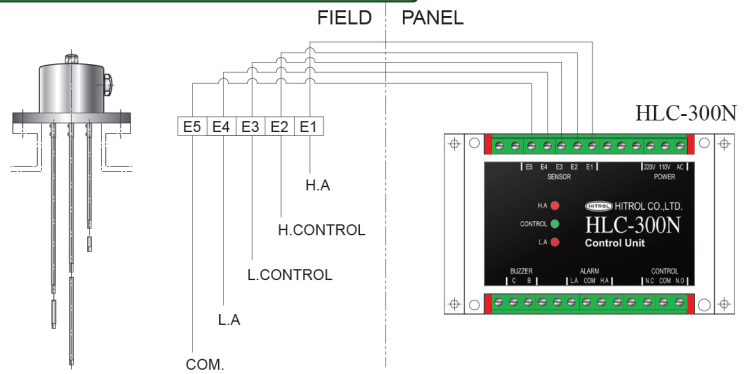 FIELD PANEL
HLC-300N
E5 E4 E3 E2 E1
H.A
H.CONTROL
L.CONTROL
L.A
COM.
E5 E4 E3 E2 E1
SENSOR
220V 110V AC
POWER
H.A
CONTROL
L.A
HITROL HITROL CO.,LTD.
HLC-300N
Control Unit
BUZZER
C B
ALARM
L.A COM H.A
CONTROL
N.C COM N.O